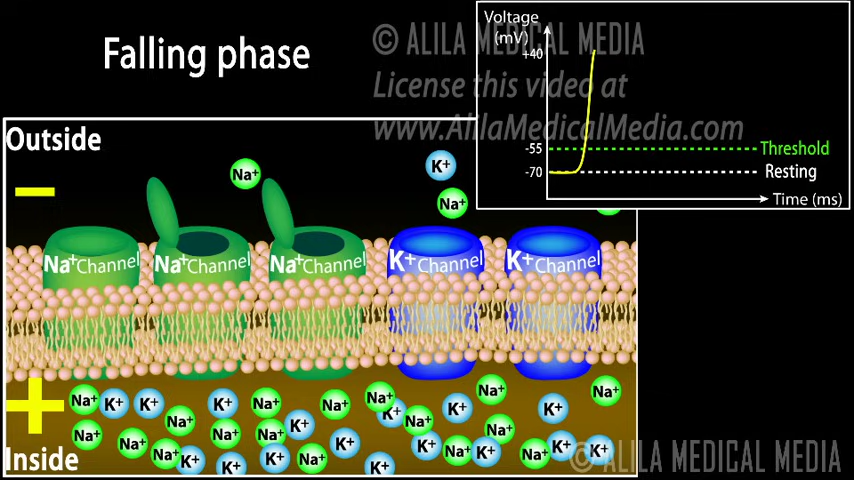 Falling phase
© ALILA MEDICAL MEDIA
License this video at
www.AlilaMedicalMedia.com
Voltage
(mV)
+40
-55
Threshold
-70
Resting
Time (ms)
Outside
Na+
K+
Na+
Na+ Channel
Na+ Channel
Na+ Channel
K+ Channel
K+ Channel
Na+ K+ K+ K+ Na+ Na+ Na+ K+ K+ Na+ K+ Na+
Na+ Na+ Na+ Na+ Na+ K+ K+ Na+ K+ Na+ Na+ K+ K+
Na+ K+ K+ K+ Na+ K+ K+ Na+
Inside
© ALILA MEDICAL MEDIA